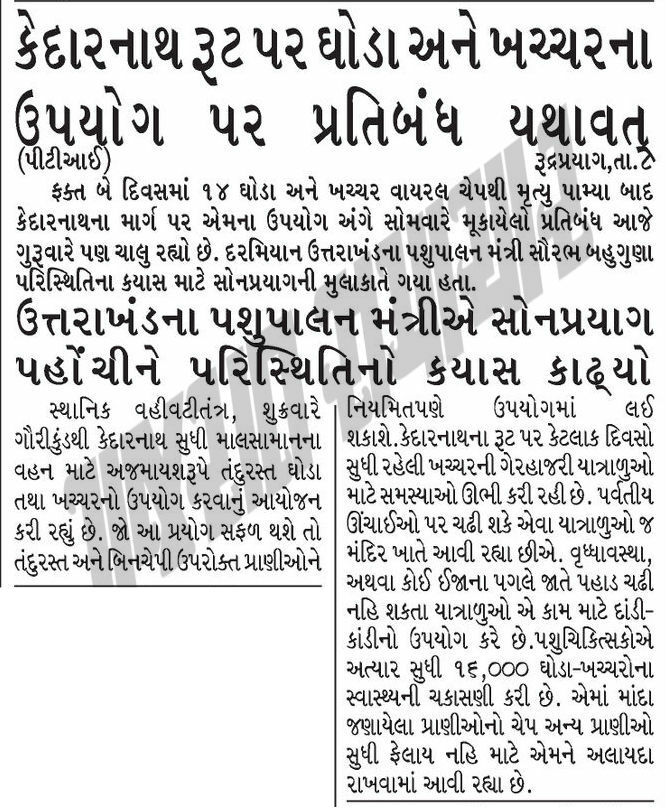 કેદારનાથ રૂટ પર ઘોડા અને ખચ્ચરના
ઉપયોગ પર પ્રતિબંધ યથાવત્
(પીટીઆઈ) રૂદ્રપ્રયાગ,તા.૮
ફક્ત બે દિવસમાં ૧૪ ઘોડા અને ખચ્ચર વાયરલ ચેપથી મૃત્યુ પામ્યા બાદ
કેદારનાથના માર્ગ પર એમના ઉપયોગ અંગે સોમવારે મૂકાયેલો પ્રતિબંધ આજે
ગુરૂવારે પણ ચાલુ રહ્યો છે. દરમિયાન ઉત્તરાખંડના પશુપાલન મંત્રી સૌરભ બહુગુણા
પરિસ્થિતિના કયાસ માટે સોનપ્રયાગની મુલાકાતે ગયા હતા.
ઉત્તરાખંડના પશુપાલન મંત્રીએ સોનપ્રયાગ
પહોંચીને પરિસ્થિતિનો કયાસ કાઢ્યો
સ્થાનિક વહીવટીતંત્ર, શુક્રવારે
ગૌરીકુંડથી કેદારનાથ સુધી માલસામાનના
વહન માટે અજમાયશરૂપે તંદુરસ્ત ઘોડા
તથા ખચ્ચરનો ઉપયોગ કરવાનું આયોજન
કરી રહ્યું છે. જો આ પ્રયોગ સફળ થશે તો
તંદુરસ્ત અને બિનચેપી ઉપરોક્ત પ્રાણીઓને
નિયમિતપણે ઉપયોગમાં લઈ
શકાશે.કેદારનાથના રૂટ પર કેટલાક દિવસો
સુધી રહેલી ખચ્ચરની ગેરહાજરી યાત્રાળુઓ
માટે સમસ્યાઓ ઊભી કરી રહી છે. પર્વતીય
ઊંચાઈઓ પર ચઢી શકે એવા યાત્રાળુઓ જ
મંદિર ખાતે આવી રહ્યા છીએ. વૃધ્ધાવસ્થા,
અથવા કોઈ ઈજાના પગલે જાતે પહાડ ચઢી
નહિ શકતા યાત્રાળુઓ એ કામ માટે દાંડી-
કાંડીનો ઉપયોગ કરે છે.પશુચિકિત્સકોએ
અત્યાર સુધી ૧૬,૦૦૦ ઘોડા-ખચ્ચરોના
સ્વાસ્થ્યની ચકાસણી કરી છે. એમાં માંદા
જણાયેલા પ્રાણીઓનો ચેપ અન્ય પ્રાણીઓ
સુધી ફેલાય નહિ માટે એમને અલાયદા
રાખવામાં આવી રહ્યા છે.